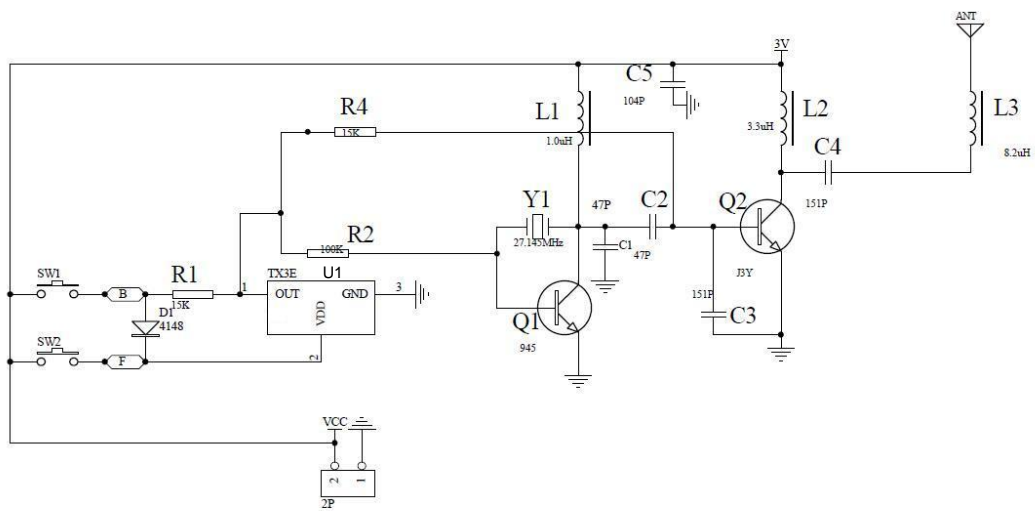 ANT
3V
C5
104P
R4
15K
L1
1.0uH
L2
3.3uH
L3
8.2uH
C4
151P
Y1
27.145MHz
47P
C2
C1
47P
Q2
J3Y
R2
100K
TX3E
U1
SW1
B
R1
15K
1
OUT
GND
3
VDD
2
D1
4148
SW2
F
Q1
945
151P
C3
VCC
2
1
2P